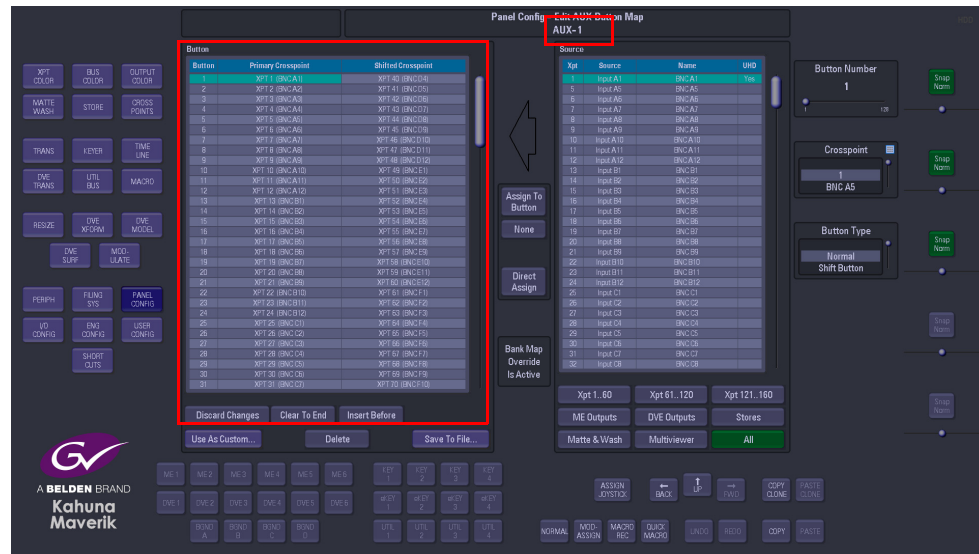 Panel Config - Edit AUX Button Map
AUX-1
XPT COLOR
BUS COLOR
OUTPUT COLOR
MATTE WASH
STORE
CROSS POINTS
TRANS
KEYER
TIME LINE
DVE TRANS
UTIL BUS
MACRO
RESIZE
DVE XFORM
DVE MODEL
DVE SURF
MOD- ULATE
PERIPH
FILING SYS
PANEL CONFIG
I/O CONFIG
ENG CONFIG
USER CONFIG
SHORT CUTS
Button
Button Primary Crosspoint Shifted Crosspoint
1 XPT 1 (BNC A1) XPT 40 (BNC D4)
2 XPT 2 (BNC A2) XPT 41 (BNC D5)
3 XPT 3 (BNC A3) XPT 42 (BNC D6)
4 XPT 4 (BNC A4) XPT 43 (BNC D7)
5 XPT 5 (BNC A5) XPT 44 (BNC D8)
6 XPT 6 (BNC A6) XPT 45 (BNC D9)
7 XPT 7 (BNC A7) XPT 46 (BNC D10)
8 XPT 8 (BNC A8) XPT 47 (BNC D11)
9 XPT 9 (BNC A9) XPT 48 (BNC D12)
10 XPT 10 (BNC A10) XPT 49 (BNC E1)
11 XPT 11 (BNC A11) XPT 50 (BNC E2)
12 XPT 12 (BNC A12) XPT 51 (BNC E3)
13 XPT 13 (BNC B1) XPT 52 (BNC E4)
14 XPT 14 (BNC B2) XPT 53 (BNC E5)
15 XPT 15 (BNC B3) XPT 54 (BNC E6)
16 XPT 16 (BNC B4) XPT 55 (BNC E7)
17 XPT 17 (BNC B5) XPT 56 (BNC E8)
18 XPT 18 (BNC B6) XPT 57 (BNC E9)
19 XPT 19 (BNC B7) XPT 58 (BNC E10)
20 XPT 20 (BNC B8) XPT 59 (BNC E11)
21 XPT 21 (BNC B9) XPT 60 (BNC E12)
22 XPT 22 (BNC B10) XPT 61 (BNC F1)
23 XPT 23 (BNC B11) XPT 62 (BNC F2)
24 XPT 24 (BNC B12) XPT 63 (BNC F3)
25 XPT 25 (BNC C1) XPT 64 (BNC F4)
26 XPT 26 (BNC C2) XPT 65 (BNC F5)
27 XPT 27 (BNC C3) XPT 66 (BNC F6)
28 XPT 28 (BNC C4) XPT 67 (BNC F7)
29 XPT 29 (BNC C5) XPT 68 (BNC F8)
30 XPT 30 (BNC C6) XPT 69 (BNC F9)
31 XPT 31 (BNC C7) XPT 70 (BNC F10)
Discard Changes
Clear To End
Insert Before
Use As Custom...
Delete
Save To File...
Assign To Button
None
Direct Assign
Bank Map Override Is Active
Source
Xpt Source Name UHD
1 Input A1 BNC A1 Yes
5 Input A5 BNC A5
6 Input A6 BNC A6
7 Input A7 BNC A7
8 Input A8 BNC A8
9 Input A9 BNC A9
10 Input A10 BNC A10
11 Input A11 BNC A11
12 Input A12 BNC A12
13 Input B1 BNC B1
14 Input B2 BNC B2
15 Input B3 BNC B3
16 Input B4 BNC B4
17 Input B5 BNC B5
18 Input B6 BNC B6
19 Input B7 BNC B7
20 Input B8 BNC B8
21 Input B9 BNC B9
22 Input B10 BNC B10
23 Input B11 BNC B11
24 Input B12 BNC B12
25 Input C1 BNC C1
26 Input C2 BNC C2
27 Input C3 BNC C3
28 Input C4 BNC C4
29 Input C5 BNC C5
30 Input C6 BNC C6
31 Input C7 BNC C7
32 Input C8 BNC C8
Xpt 1..60
Xpt 61..120
Xpt 121..160
ME Outputs
DVE Outputs
Stores
Matte & Wash
Multiviewer
All
Button Number
1
1 128
Crosspoint
1
BNC A5
Button Type
Normal
Shift Button
Snap Norm
Snap Norm
Snap Norm
Snap Norm
Snap Norm
GV
A BELDEN BRAND
Kahuna
Maverik
ME 1 ME 2 ME 3 ME 4 ME 5 ME 6
KEY 1 KEY 2 KEY 3 KEY 4
DVE 1 DVE 2 DVE 3 DVE 4 DVE 5 DVE 6
øKEY 1 øKEY 2 øKEY 3 øKEY 4
BGND A BGND B BGND C BGND D
UTIL 1 UTIL 2 UTIL 3 UTIL 4
ASSIGN JOYSTICK
BACK
UP
FWD
COPY CLONE
PASTE CLONE
NORMAL
MOD- ASSIGN
MACRO REC
QUICK MACRO
UNDO
REDO
COPY
PASTE